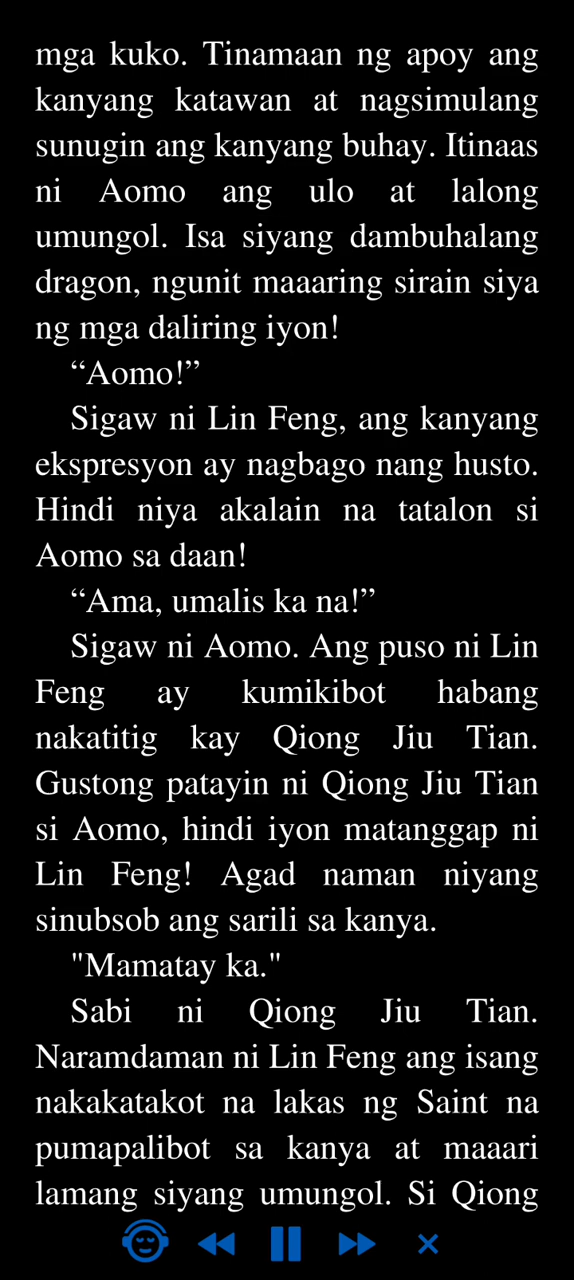 mga kuko. Tinamaan ng apoy ang
kanyang katawan at nagsimulang
sunugin ang kanyang buhay. Itinaas
ni Aomo ang ulo at lalong
umungol. Isa siyang dambuhalang
dragon, ngunit maaaring sirain siya
ng mga daliring iyon!
“Aomo!”
Sigaw ni Lin Feng, ang kanyang
ekspresyon ay nagbago nang husto.
Hindi niya akalain na tatalon si
Aomo sa daan!
“Ama, umalis ka na!”
Sigaw ni Aomo. Ang puso ni Lin
Feng ay kumikibot habang
nakatitig kay Qiong Jiu Tian.
Gustong patayin ni Qiong Jiu Tian
si Aomo, hindi iyon matanggap ni
Lin Feng! Agad naman niyang
sinubsob ang sarili sa kanya.
"Mamatay ka."
Sabi ni Qiong Jiu Tian.
Naramdaman ni Lin Feng ang isang
nakakatakot na lakas ng Saint na
pumapalibot sa kanya at maaari
lamang siyang umungol. Si Qiong